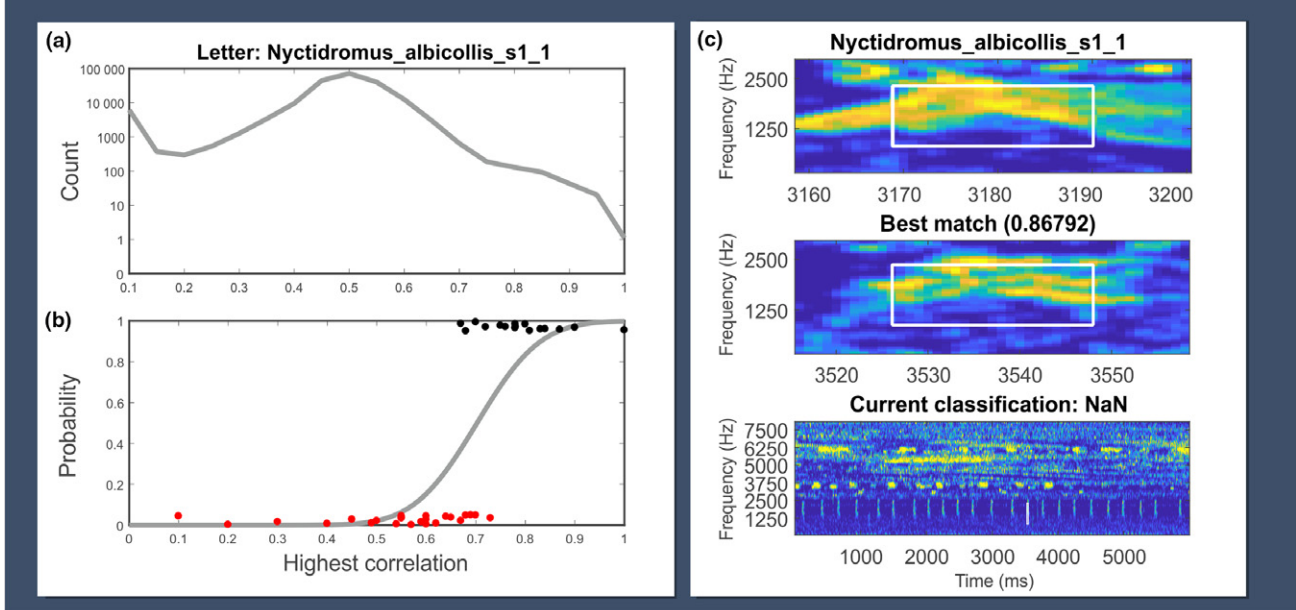 (a)
Letter: Nyctidromus_albicollis_s1_1
Count
100 000
10 000
1000
100
10
1
0
0.1 0.2 0.3 0.4 0.5 0.6 0.7 0.8 0.9 1
(b)
Probability
1
0.8
0.6
0.4
0.2
0
0 0.1 0.2 0.3 0.4 0.5 0.6 0.7 0.8 0.9 1
Highest correlation
(c)
Nyctidromus_albicollis_s1_1
Frequency (Hz)
2500
1250
3160 3170 3180 3190 3200
Best match (0.86792)
Frequency (Hz)
2500
1250
3520 3530 3540 3550
Current classification: NaN
Frequency (Hz)
7500
6250
5000
3750
2500
1250
1000 2000 3000 4000 5000
Time (ms)